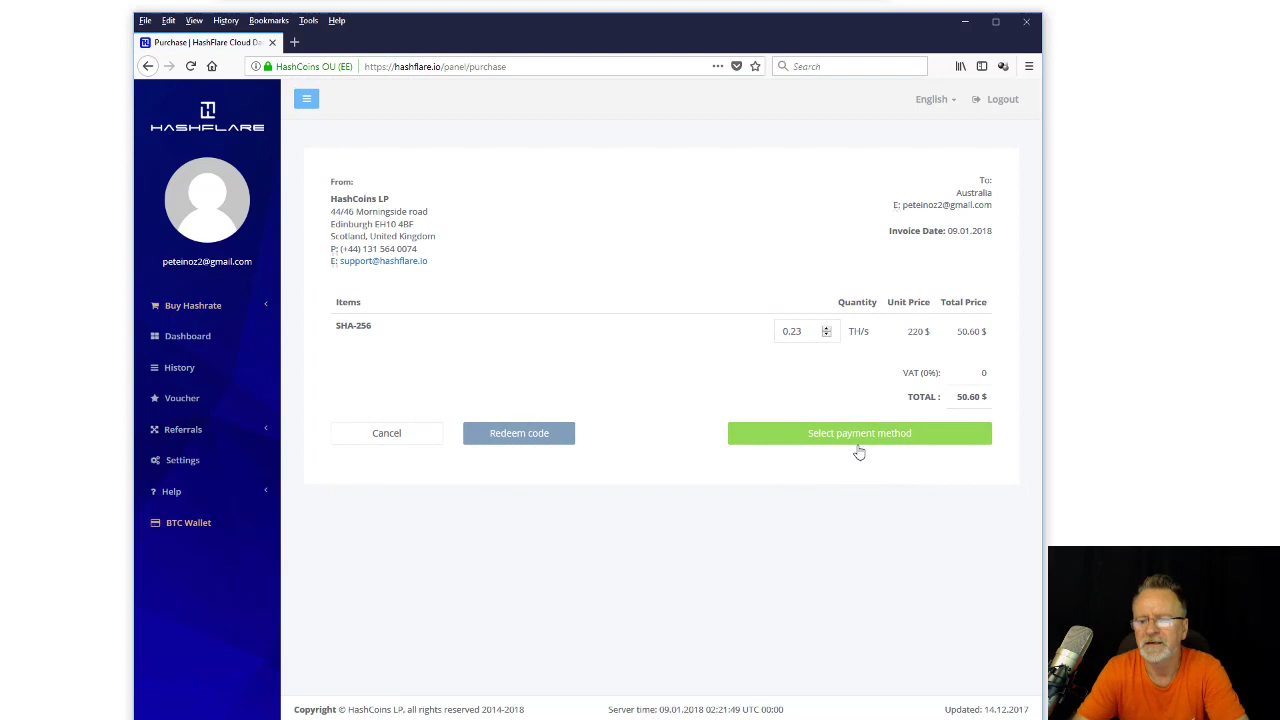 File Edit View History Bookmarks Tools Help
Purchase | HashFlare Cloud Da
HashCoins OU (EE) https://hashflare.io/panel/purchase
Search
HASHFLARE
peteinoz2@gmail.com
Buy Hashrate
Dashboard
History
Voucher
Referrals
Settings
? Help
BTC Wallet
English
Logout
From:
HashCoins LP
44/46 Morningside road
Edinburgh EH10 4BF
Scotland, United Kingdom
P: (+44) 131 564 0074
E: support@hashflare.io
To:
Australia
E: peteinoz2@gmail.com
Invoice Date: 09.01.2018
Items Quantity Unit Price Total Price
SHA-256 0.23 TH/s 220 $ 50.60 $
VAT (0%): 0
TOTAL : 50.60 $
Cancel Redeem code Select payment method
Copyright © HashCoins LP, all rights reserved 2014-2018 Server time: 09.01.2018 02:21:49 UTC 00:00 Updated: 14.12.2017